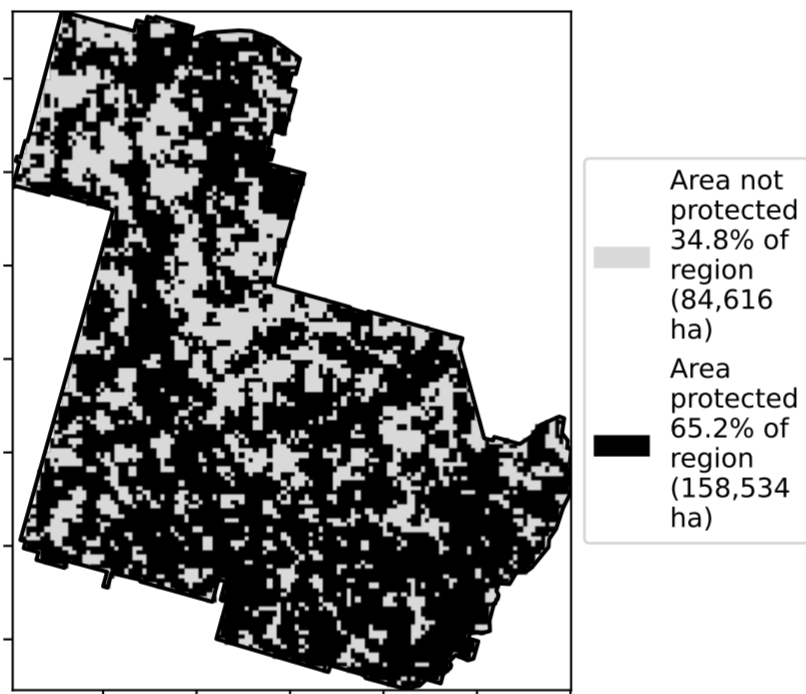 Area not
protected
34.8% of
region
(84,616
ha)
Area
protected
65.2% of
region
(158,534
ha)